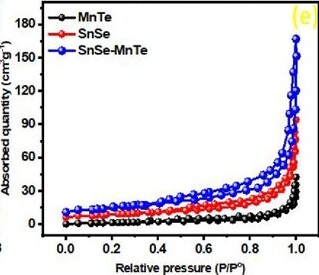 (e)
MnTe
SnSe
SnSe-MnTe
Absorbed quantity (cm³g⁻¹)
180
150
120
90
60
30
0
0.0 0.2 0.4 0.6 0.8 1.0
Relative pressure (P/P⁰)